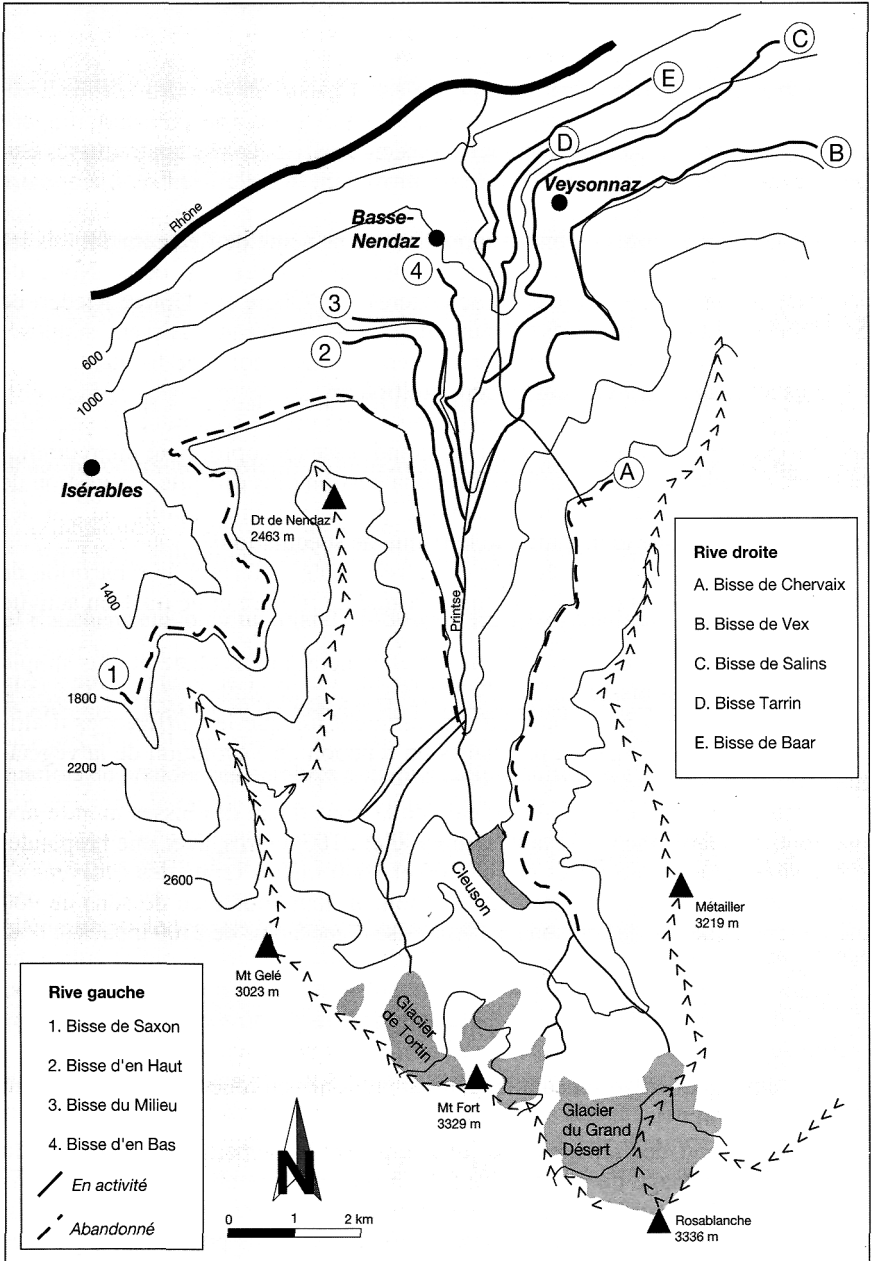 C
E
D
B
Veysonnaz
Rhône
Basse-
Nendaz
4
3
2
600
1000
Isérables
A
Dt de Nendaz
2463 m
Rive droite
A. Bisse de Chervaix
B. Bisse de Vex
C. Bisse de Salins
D. Bisse Tarrin
E. Bisse de Baar
1400
Printse
1
1800
2200
2600
Cleuson
Métailler
3219 m
Mt Gelé
3023 m
Rive gauche
1. Bisse de Saxon
2. Bisse d'en Haut
3. Bisse du Milieu
4. Bisse d'en Bas
En activité
Abandonné
Glacier
de Tortin
Mt Fort
3329 m
Glacier
du Grand
Désert
N
0 1 2 km
Rosablanche
3336 m